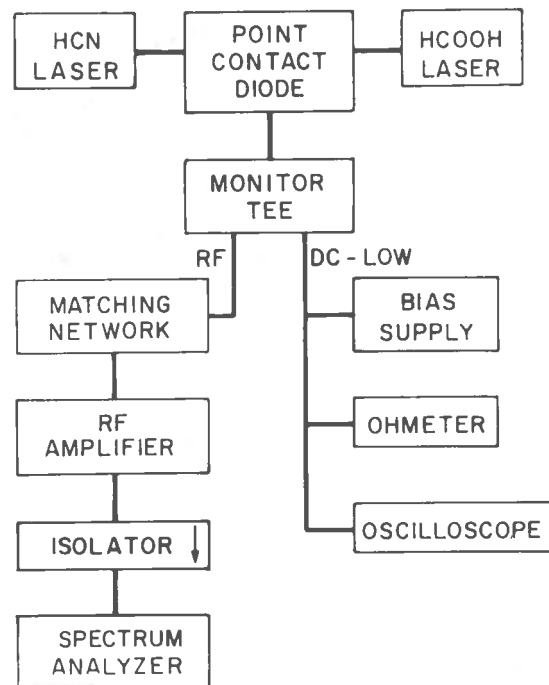 HCN
LASER
POINT
CONTACT
DIODE
HCOOH
LASER
MONITOR
TEE
RF
DC - LOW
MATCHING
NETWORK
BIAS
SUPPLY
RF
AMPLIFIER
OHMETER
ISOLATOR
OSCILLOSCOPE
SPECTRUM
ANALYZER